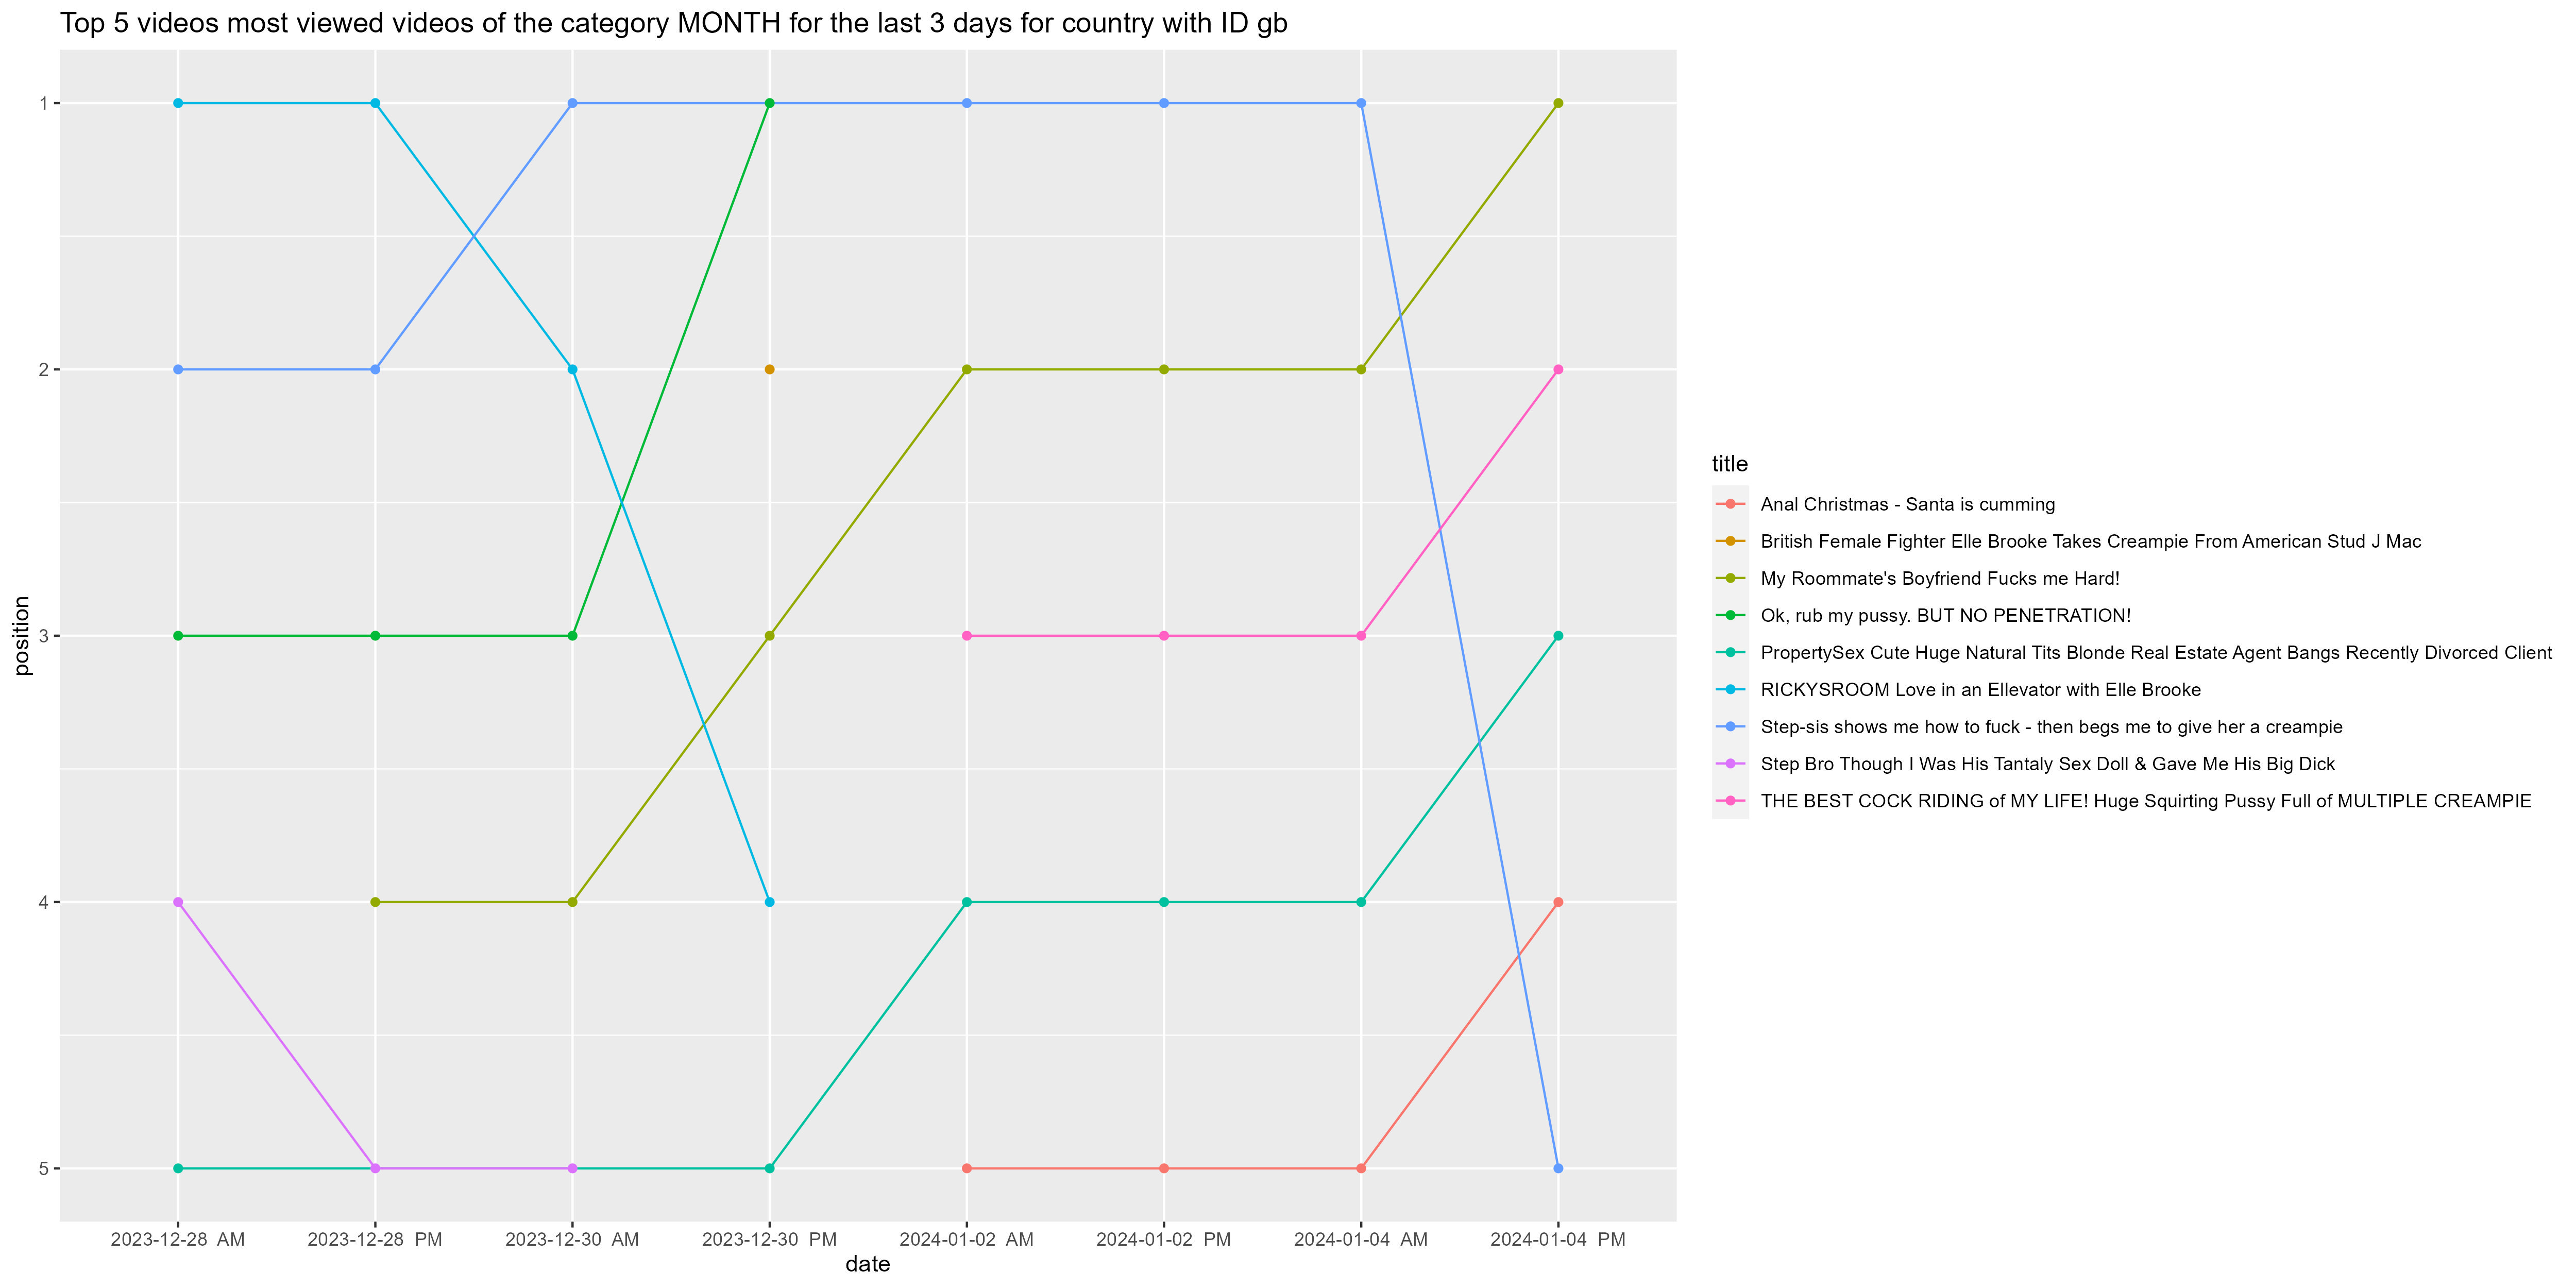 Top 5 videos most viewed videos of the category MONTH for the last 3 days for country with ID gb
position
1
2
3
4
5
2023-12-28 AM
2023-12-28 PM
2023-12-30 AM
2023-12-30 PM
2024-01-02 AM
2024-01-02 PM
2024-01-04 AM
2024-01-04 PM
date
title
Anal Christmas - Santa is cumming
British Female Fighter Elle Brooke Takes Creampie From American Stud J Mac
My Roommate's Boyfriend Fucks me Hard!
Ok, rub my pussy. BUT NO PENETRATION!
PropertySex Cute Huge Natural Tits Blonde Real Estate Agent Bangs Recently Divorced Client
RICKYSROOM Love in an Ellevator with Elle Brooke
Step-sis shows me how to fuck - then begs me to give her a creampie
Step Bro Though I Was His Tantaly Sex Doll & Gave Me His Big Dick
THE BEST COCK RIDING of MY LIFE! Huge Squirting Pussy Full of MULTIPLE CREAMPIE